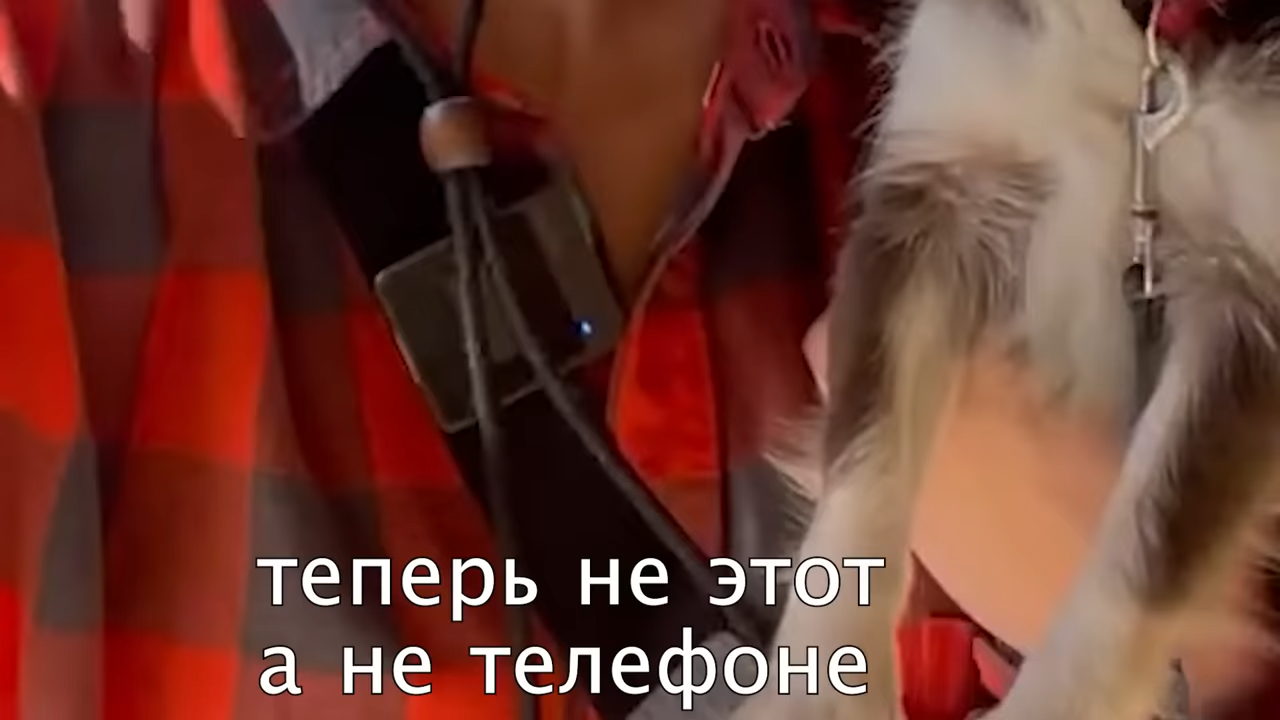 теперь не этот
а не телефоне